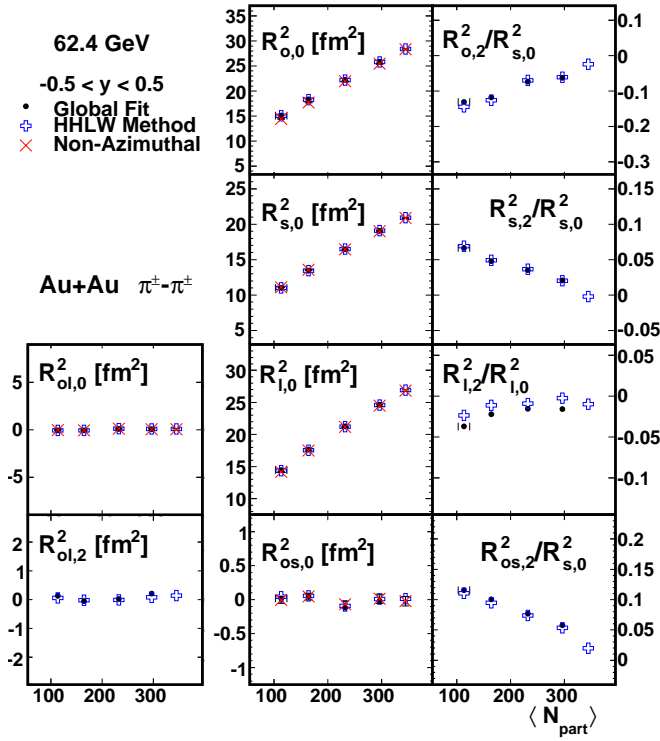 62.4 GeV
-0.5 < y < 0.5
Global Fit
HHLW Method
Non-Azimuthal
Au+Au π±-π±
R²o,0 [fm²]
35
30
25
20
15
10
5
R²o,2/R²s,0
0.1
0
-0.1
-0.2
-0.3
R²s,0 [fm²]
25
20
15
10
5
R²s,2/R²s,0
0.15
0.1
0.05
0
0.05
R²ol,0 [fm²]
5
0
-5
R²l,0 [fm²]
30
25
20
15
10
R²l,2/R²l,0
0.05
0
-0.05
-0.1
R²ol,2 [fm²]
2
1
0
-1
-2
100 200 300
R²os,0 [fm²]
1
0.5
0
-0.5
-1
100 200 300
R²os,2/R²s,0
0.2
0.15
0.1
0.05
0
100 200 300
⟨ Npart ⟩